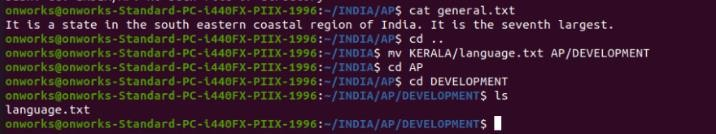 onworks@onworks-Standard-PC-i440FX-PIIX-1996:~/INDIA/AP$ cat general.txt
It is a state in the south eastern coastal region of India. It is the seventh largest.
onworks@onworks-Standard-PC-i440FX-PIIX-1996:~/INDIA/AP$ cd ..
onworks@onworks-Standard-PC-i440FX-PIIX-1996:~/INDIA$ mv KERALA/language.txt AP/DEVELOPMENT
onworks@onworks-Standard-PC-i440FX-PIIX-1996:~/INDIA$ cd AP
onworks@onworks-Standard-PC-i440FX-PIIX-1996:~/INDIA/AP$ cd DEVELOPMENT
onworks@onworks-Standard-PC-i440FX-PIIX-1996:~/INDIA/AP/DEVELOPMENT$ ls
language.txt
onworks@onworks-Standard-PC-i440FX-PIIX-1996:~/INDIA/AP/DEVELOPMENT$